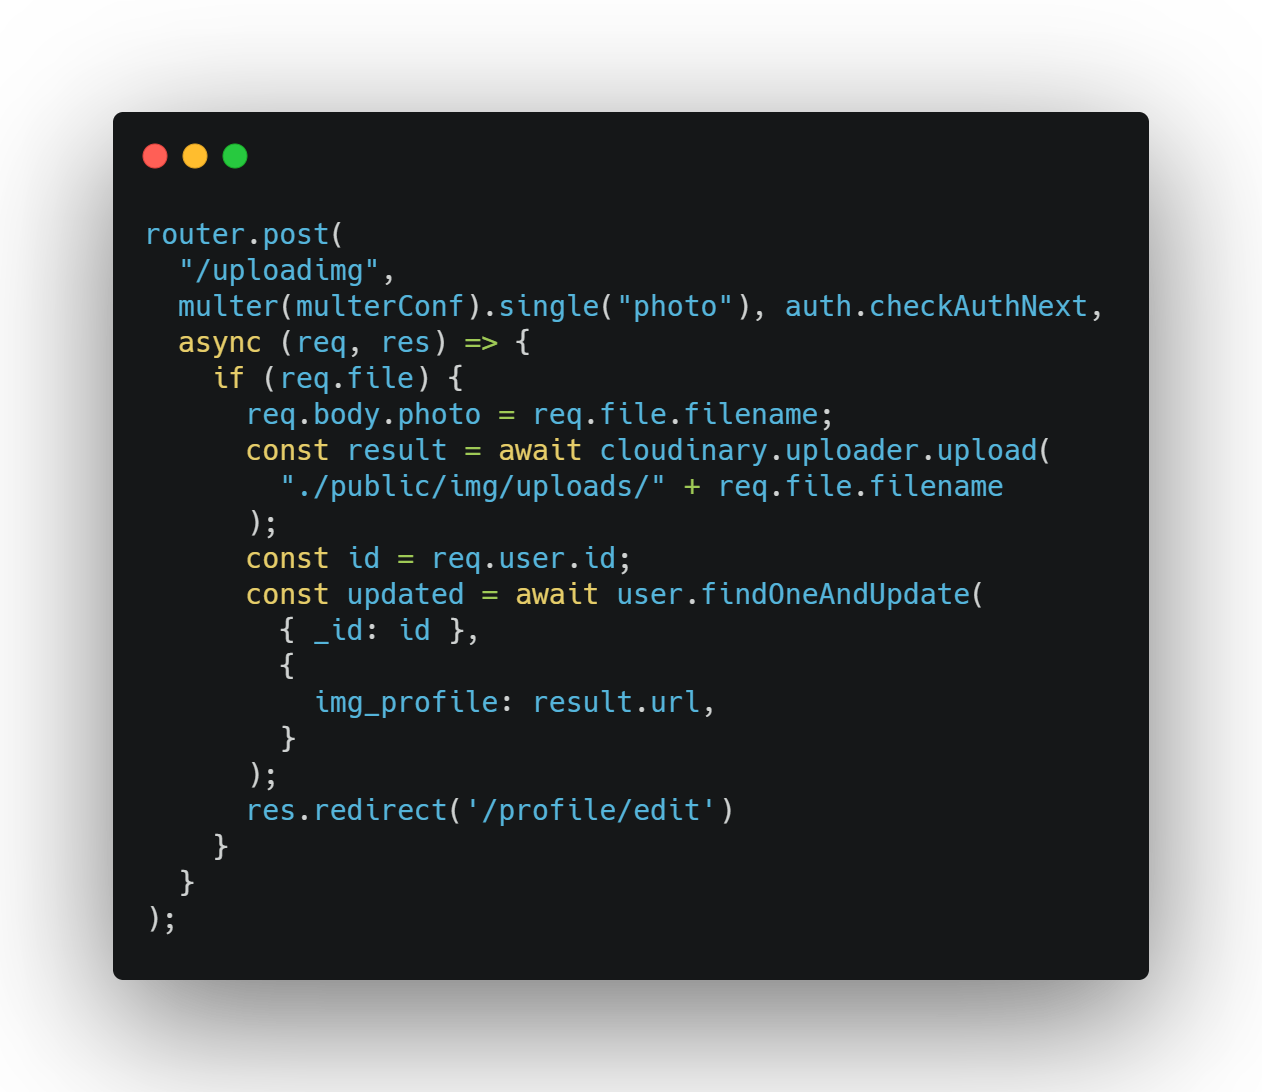 router.post(
  "/uploadimg",
  multer(multerConf).single("photo"), auth.checkAuthNext,
  async (req, res) => {
    if (req.file) {
      req.body.photo = req.file.filename;
      const result = await cloudinary.uploader.upload(
        "./public/img/uploads/" + req.file.filename
      );
      const id = req.user.id;
      const updated = await user.findOneAndUpdate(
        { _id: id },
        {
          img_profile: result.url,
        }
      );
      res.redirect('/profile/edit')
    }
  }
);